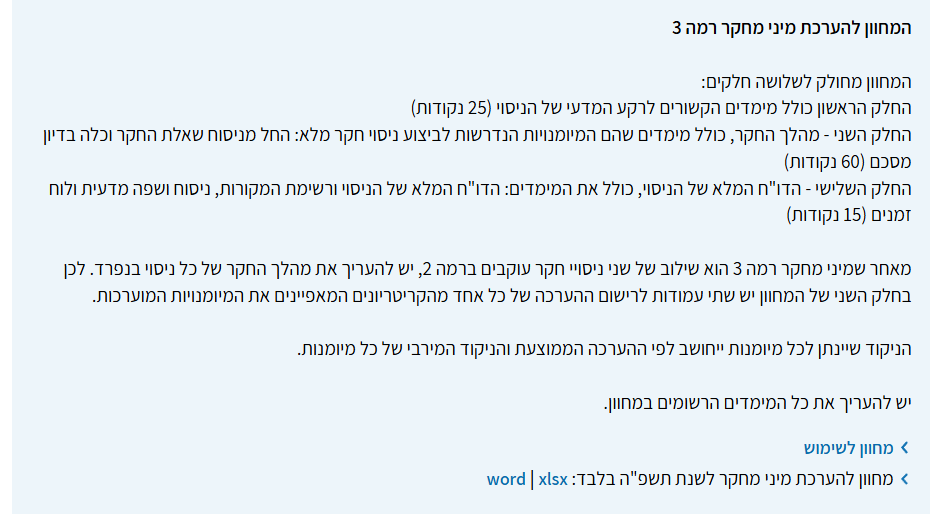 המחוון להערכת מיני מחקר רמה 3
המחוון מחולק לשלושה חלקים:
החלק הראשון כולל מימדים הקשורים לרקע המדעי של הניסוי (25 נקודות)
החלק השני - מהלך החקר, כולל מימדים שהם המיומנויות הנדרשות לביצוע ניסוי חקר מלא: החל מניסוח שאלת החקר וכלה בדיון
מסכם (60 נקודות)
החלק השלישי - הדו"ח המלא של הניסוי, כולל את המימדים: הדו"ח המלא של הניסוי ורשימת המקורות, ניסוח ושפה מדעית ולוח
זמנים (15 נקודות)
מאחר שמיני מחקר רמה 3 הוא שילוב של שני ניסויי חקר עוקבים ברמה 2, יש להעריך את מהלך החקר של כל ניסוי בנפרד. לכן
בחלק השני של המחוון יש שתי עמודות לרישום ההערכה של כל אחד מהקריטריונים המאפיינים את המיומנויות המוערכות.
הניקוד שיינתן לכל מיומנות ייחושב לפי ההערכה הממוצעת והניקוד המירבי של כל מיומנות.
יש להעריך את כל המימדים הרשומים במחוון.
מחוון לשימוש
מחוון להערכת מיני מחקר לשנת תשפ"ה בלבד: word | xlsx